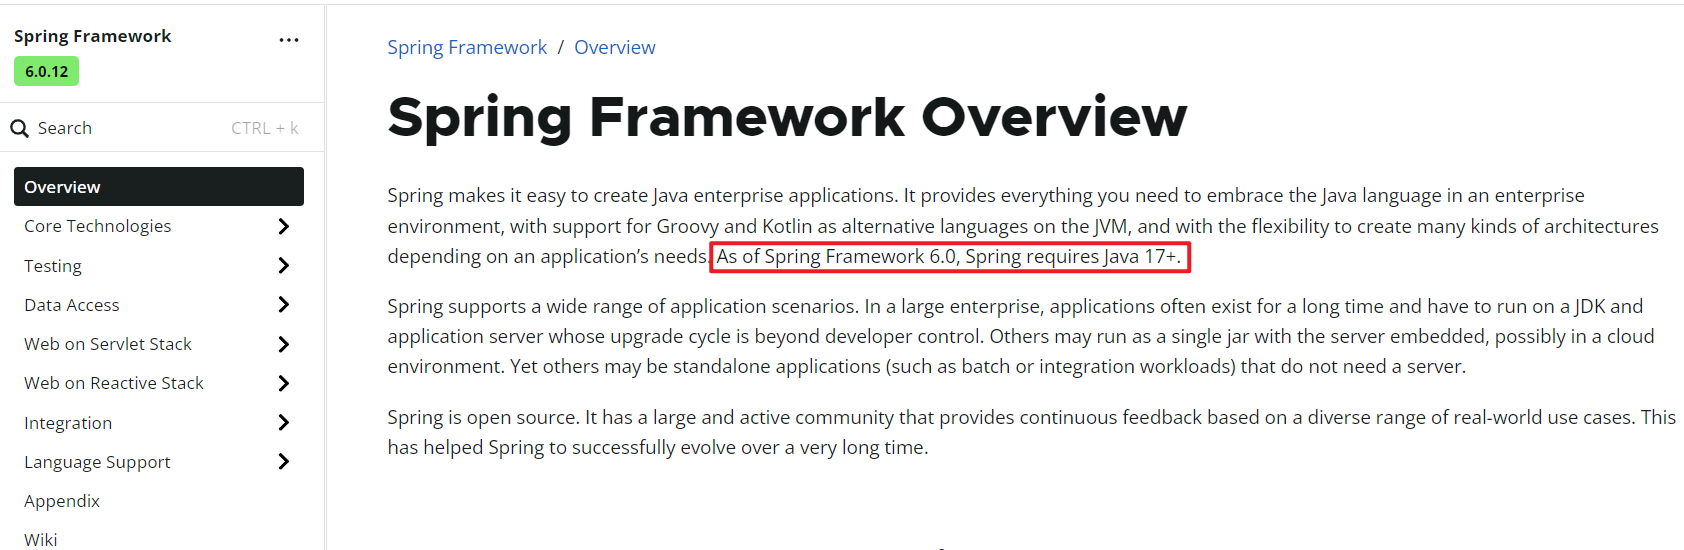 Spring Framework
...
6.0.12
Search CTRL + k
Overview
Core Technologies
Testing
Data Access
Web on Servlet Stack
Web on Reactive Stack
Integration
Language Support
Appendix
Wiki
Spring Framework / Overview
Spring Framework Overview
Spring makes it easy to create Java enterprise applications. It provides everything you need to embrace the Java language in an enterprise
environment, with support for Groovy and Kotlin as alternative languages on the JVM, and with the flexibility to create many kinds of architectures
depending on an application’s needs. As of Spring Framework 6.0, Spring requires Java 17+.
Spring supports a wide range of application scenarios. In a large enterprise, applications often exist for a long time and have to run on a JDK and
application server whose upgrade cycle is beyond developer control. Others may run as a single jar with the server embedded, possibly in a cloud
environment. Yet others may be standalone applications (such as batch or integration workloads) that do not need a server.
Spring is open source. It has a large and active community that provides continuous feedback based on a diverse range of real-world use cases. This
has helped Spring to successfully evolve over a very long time.